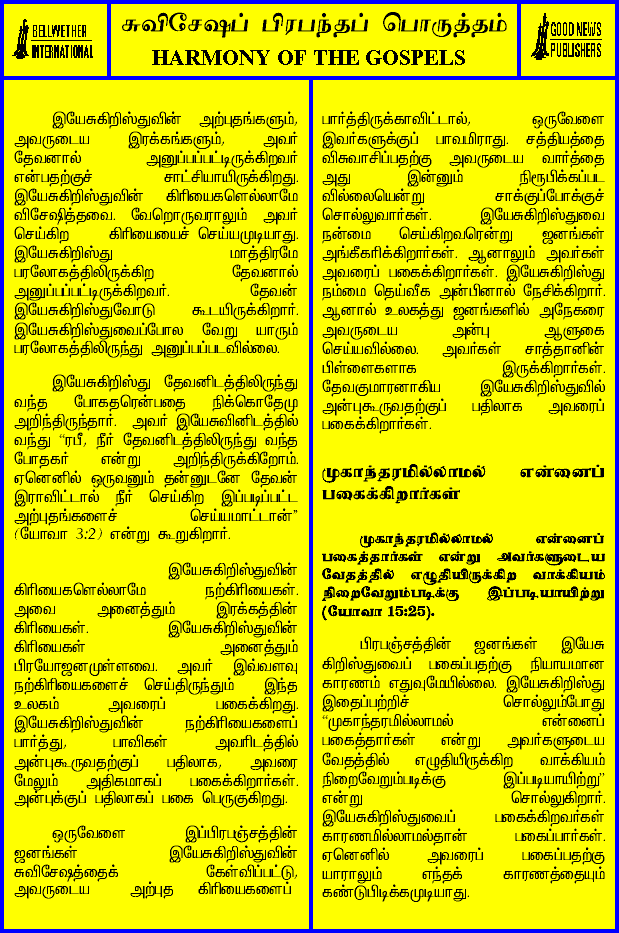 BELLWETHER
INTERNATIONAL
சுவிசேஷப் பிரபந்தப் பொருத்தம்
HARMONY OF THE GOSPELS
GOOD NEWS
PUBLISHERS
இயேசுகிறிஸ்துவின் அற்புதங்களும்,
அவருடைய இரக்கங்களும், அவர்
தேவனால் அனுப்பப்பட்டிருக்கிறவர்
என்பதற்குச் சாட்சியாயிருக்கிறது.
இயேசுகிறிஸ்துவின் கிரியைகளெல்லாமே
விசேஷித்தவை. வேறொருவராலும் அவர்
செய்கிற கிரியையைச் செய்யமுடியாது.
இயேசுகிறிஸ்து மாத்திரமே
பரலோகத்திலிருக்கிற தேவனால்
அனுப்பப்பட்டிருக்கிறவர். தேவன்
இயேசுகிறிஸ்துவோடு கூடயிருக்கிறார்.
இயேசுகிறிஸ்துவைப்போல வேறு யாரும்
பரலோகத்திலிருந்து அனுப்பப்படவில்லை.
இயேசுகிறிஸ்து தேவனிடத்திலிருந்து
வந்த போதகரென்பதை நிக்கொதேமு
அறிந்திருந்தார். அவர் இயேசுவினிடத்தில்
வந்து “ரபீ, நீர் தேவனிடத்திலிருந்து வந்த
போதகர் என்று அறிந்திருக்கிறோம்.
ஏனெனில் ஒருவனும் தன்னுடனே தேவன்
இராவிட்டால் நீர் செய்கிற இப்படிப்பட்ட
அற்புதங்களைச் செய்யமாட்டான்”
(யோவா 3:2) என்று கூறுகிறார்.
இயேசுகிறிஸ்துவின்
கிரியைகளெல்லாமே நற்கிரியைகள்.
அவை அனைத்தும் இரக்கத்தின்
கிரியைகள். இயேசுகிறிஸ்துவின்
கிரியைகள் அனைத்தும்
பிரயோஜனமுள்ளவை. அவர் இவ்வளவு
நற்கிரியைகளைச் செய்திருந்தும் இந்த
உலகம் அவரைப் பகைக்கிறது.
இயேசுகிறிஸ்துவின் நற்கிரியைகளைப்
பார்த்து, பாவிகள் அவரிடத்தில்
அன்புகூருவதற்குப் பதிலாக, அவரை
மேலும் அதிகமாகப் பகைக்கிறார்கள்.
அன்புக்குப் பதிலாகப் பகை பெருகுகிறது.
ஒருவேளை இப்பிரபஞ்சத்தின்
ஜனங்கள் இயேசுகிறிஸ்துவின்
சுவிசேஷத்தைக் கேள்விப்பட்டு,
அவருடைய அற்புத கிரியைகளைப்
பார்த்திருக்காவிட்டால், ஒருவேளை
இவர்களுக்குப் பாவமிராது. சத்தியத்தை
விசுவாசிப்பதற்கு அவருடைய வார்த்தை
அது இன்னும் நிரூபிக்கப்பட
வில்லையென்று சாக்குப்போக்குச்
சொல்லுவார்கள். இயேசுகிறிஸ்துவை
நன்மை செய்கிறவரென்று ஜனங்கள்
அங்கீகரிக்கிறார்கள். ஆனாலும் அவர்கள்
அவரைப் பகைக்கிறார்கள். இயேசுகிறிஸ்து
நம்மை தெய்வீக அன்பினால் நேசிக்கிறார்.
ஆனால் உலகத்து ஜனங்களில் அநேகரை
அவருடைய அன்பு ஆளுகை
செய்யவில்லை. அவர்கள் சாத்தானின்
பிள்ளைகளாக இருக்கிறார்கள்.
தேவகுமாரனாகிய இயேசுகிறிஸ்துவில்
அன்புகூருவதற்குப் பதிலாக அவரைப்
பகைக்கிறார்கள்.
முகாந்தரமில்லாமல் என்னைப்
பகைக்கிறார்கள்
முகாந்தரமில்லாமல் என்னைப்
பகைத்தார்கள் என்று அவர்களுடைய
வேதத்தில் எழுதியிருக்கிற வாக்கியம்
நிறைவேறும்படிக்கு இப்படியாயிற்று
(யோவா 15:25).
பிரபஞ்சத்தின் ஜனங்கள் இயேசு
கிறிஸ்துவைப் பகைப்பதற்கு நியாயமான
காரணம் எதுவுமேயில்லை. இயேசுகிறிஸ்து
இதைப்பற்றிச் சொல்லும்போது
“முகாந்தரமில்லாமல் என்னைப்
பகைத்தார்கள் என்று அவர்களுடைய
வேதத்தில் எழுதியிருக்கிற வாக்கியம்
நிறைவேறும்படிக்கு இப்படியாயிற்று”
என்று சொல்லுகிறார்.
இயேசுகிறிஸ்துவைப் பகைக்கிறவர்கள்
காரணமில்லாமல்தான் பகைப்பார்கள்.
ஏனெனில் அவரைப் பகைப்பதற்கு
யாராலும் எந்தக் காரணத்தையும்
கண்டுபிடிக்கமுடியாது.